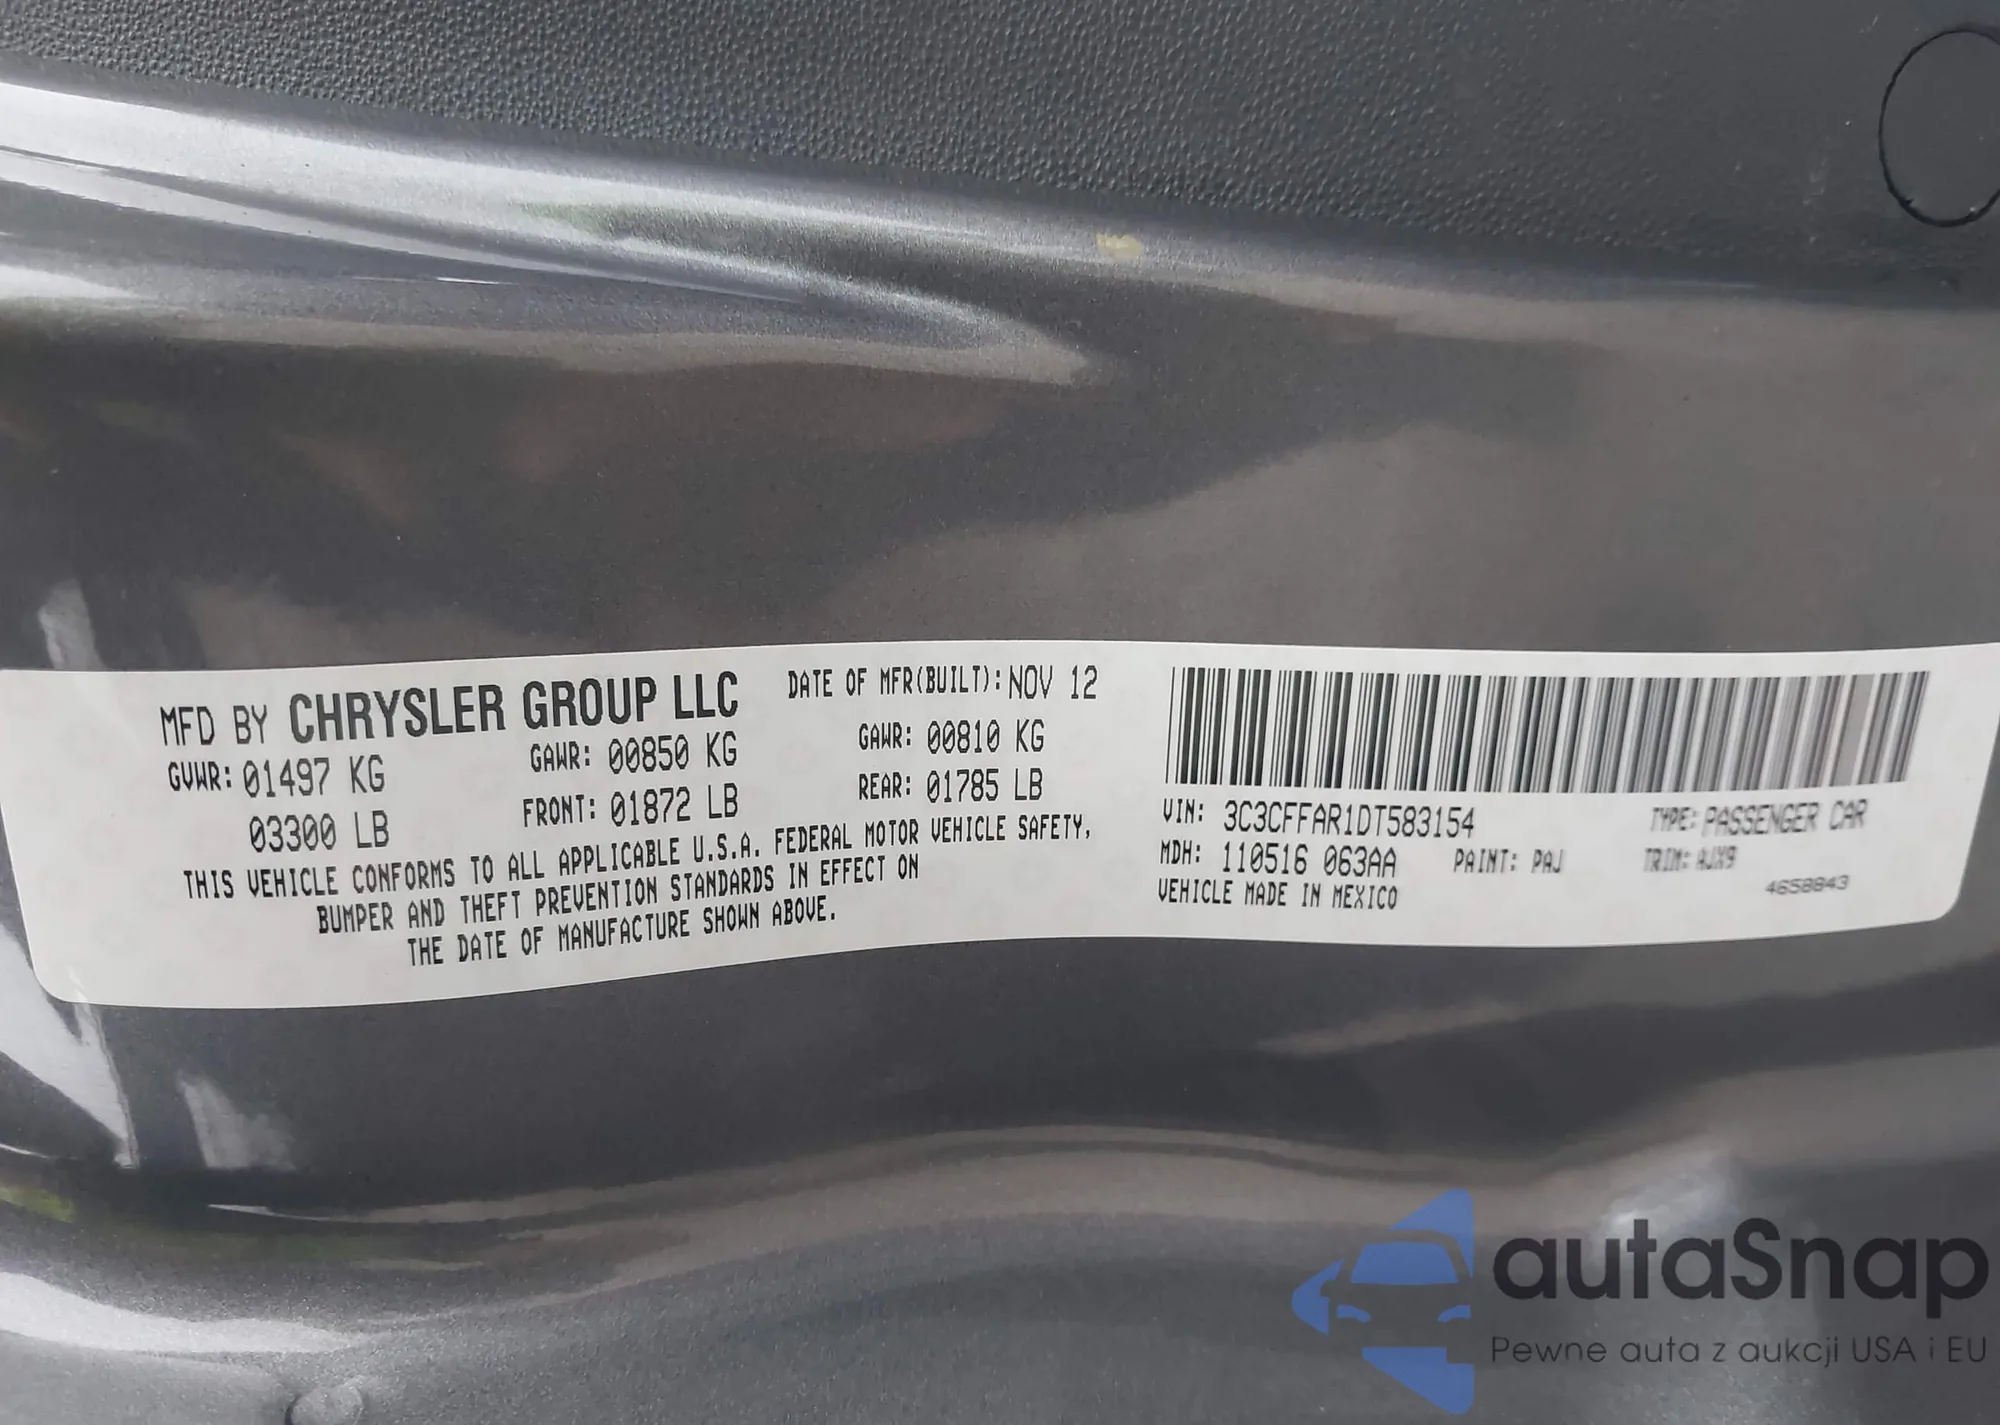 MFD BY CHRYSLER GROUP LLC DATE OF MFR(BUILT): NOV 12
GVWR: 01497 KG GAWR: 00850 KG GAWR: 00810 KG
03300 LB FRONT: 01872 LB REAR: 01785 LB
THIS VEHICLE CONFORMS TO ALL APPLICABLE U.S.A. FEDERAL MOTOR VEHICLE SAFETY,
BUMPER AND THEFT PREVENTION STANDARDS IN EFFECT ON
THE DATE OF MANUFACTURE SHOWN ABOVE.
VIN: 3C3CFFAR1DT583154 TYPE: PASSENGER CAR
MDH: 110516 063AA PAINT: PAJ TRIM: AJX9
VEHICLE MADE IN MEXICO 4658843
autaSnap
Pewne auta z aukcji USA i EU